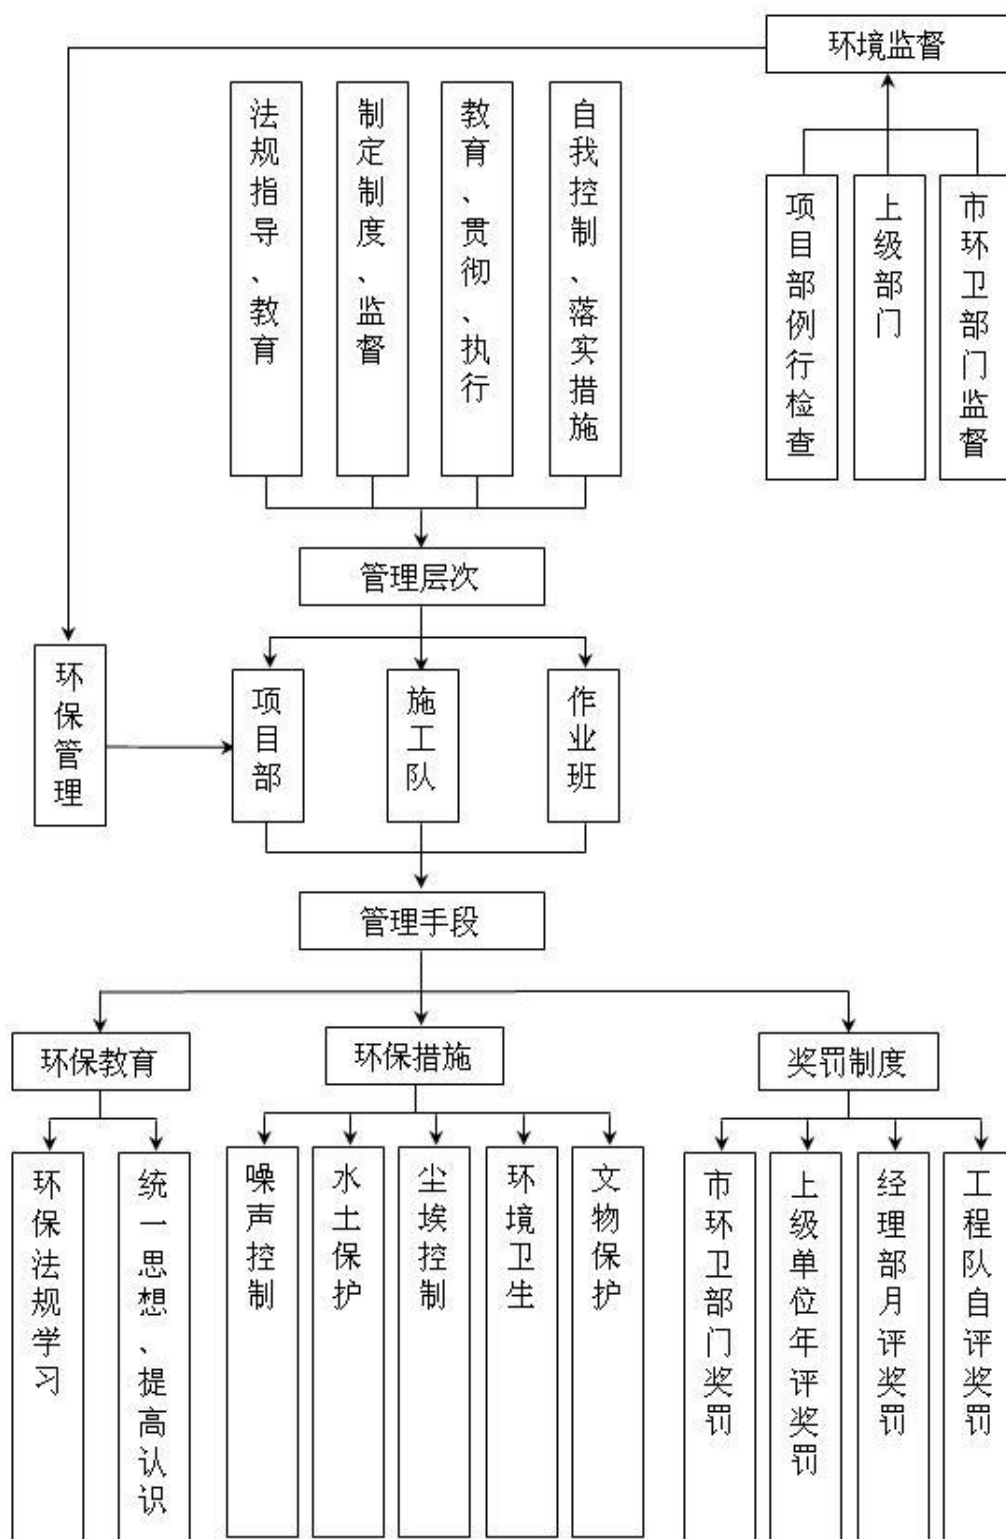 环境监督
法规指导、教育
制定制度、监督
教育、贯彻、执行
自我控制、落实措施
项目部例行检查
上级部门
市环卫部门监督
管理层次
环保管理
项目部
施工队
作业班
管理手段
环保教育
环保措施
奖罚制度
环保法规学习
统一思想、提高认识
噪声控制
水土保护
尘埃控制
环境卫生
文物保护
市环卫部门奖罚
上级单位年评奖罚
经理部月评奖罚
工程队自评奖罚